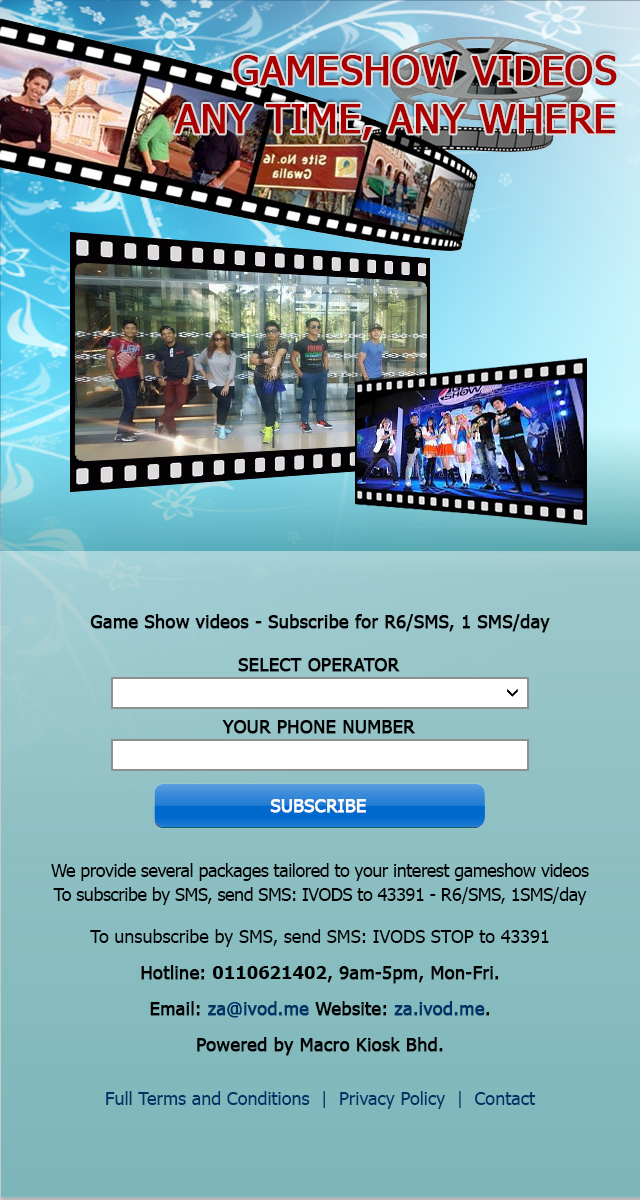 GAMESHOW VIDEOS
ANY TIME, ANY WHERE
Site No.16
Gwalia
SHOW
Game Show videos - Subscribe for R6/SMS, 1 SMS/day
SELECT OPERATOR
YOUR PHONE NUMBER
SUBSCRIBE
We provide several packages tailored to your interest gameshow videos
To subscribe by SMS, send SMS: IVODS to 43391 - R6/SMS, 1SMS/day
To unsubscribe by SMS, send SMS: IVODS STOP to 43391
Hotline: 0110621402, 9am-5pm, Mon-Fri.
Email: za@ivod.me Website: za.ivod.me.
Powered by Macro Kiosk Bhd.
Full Terms and Conditions | Privacy Policy | Contact